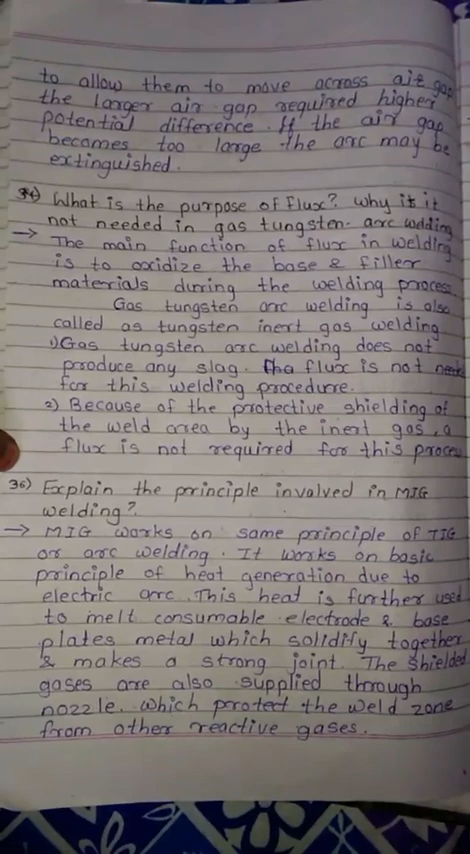 to allow them to move across air gap
the larger air gap required higher
potential difference. If the air gap
becomes too large the arc may be
extinguished.
34) What is the purpose of flux? why is it
not needed in gas tungsten arc welding
→ The main function of flux in welding
is to oxidize the base & filler
materials during the welding process
Gas tungsten arc welding is also
called as tungsten inert gas welding
1) Gas tungsten arc welding does not
produce any slag. flux is not need
for this welding procedure.
2) Because of the protective shielding of
the weld area by the inert gas, a
flux is not required for this process
36) Explain the principle involved in MIG
welding?
→ MIG works on same principle of TIG
or arc welding. It works on basic
principle of heat generation due to
electric arc. This heat is further used
to melt consumable electrode & base
plates metal which solidify together
& makes a strong joint. The shielded
gases are also supplied through
nozzle. which protect the weld zone
from other reactive gases.